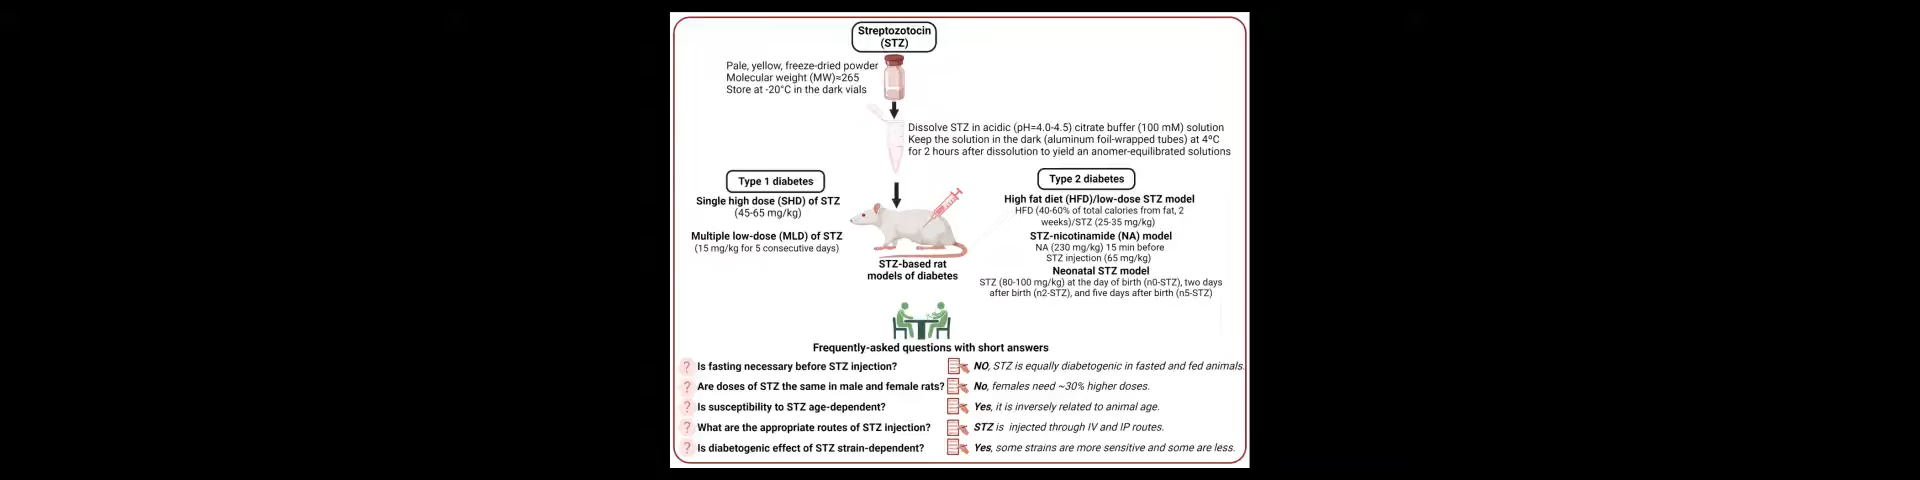 Streptozotocin
(STZ)
Pale, yellow, freeze-dried powder
Molecular weight (MW)≈265
Store at -20°C in the dark vials
Dissolve STZ in acidic (pH=4.0-4.5) citrate buffer (100 mM) solution
Keep the solution in the dark (aluminum foil-wrapped tubes) at 4ºC
for 2 hours after dissolution to yield an anomer-equilibrated solutions
Type 1 diabetes
Single high dose (SHD) of STZ
(45-65 mg/kg)
Multiple low-dose (MLD) of STZ
(15 mg/kg for 5 consecutive days)
STZ-based rat
models of diabetes
Type 2 diabetes
High fat diet (HFD)/low-dose STZ model
HFD (40-60% of total calories from fat, 2
weeks)/STZ (25-35 mg/kg)
STZ-nicotinamide (NA) model
NA (230 mg/kg) 15 min before
STZ injection (65 mg/kg)
Neonatal STZ model
STZ (80-100 mg/kg) at the day of birth (n0-STZ), two days
after birth (n2-STZ), and five days after birth (n5-STZ)
Frequently-asked questions with short answers
? Is fasting necessary before STZ injection? NO, STZ is equally diabetogenic in fasted and fed animals.
? Are doses of STZ the same in male and female rats? No, females need ~30% higher doses.
? Is susceptibility to STZ age-dependent? Yes, it is inversely related to animal age.
? What are the appropriate routes of STZ injection? STZ is injected through IV and IP routes.
? Is diabetogenic effect of STZ strain-dependent? Yes, some strains are more sensitive and some are less.